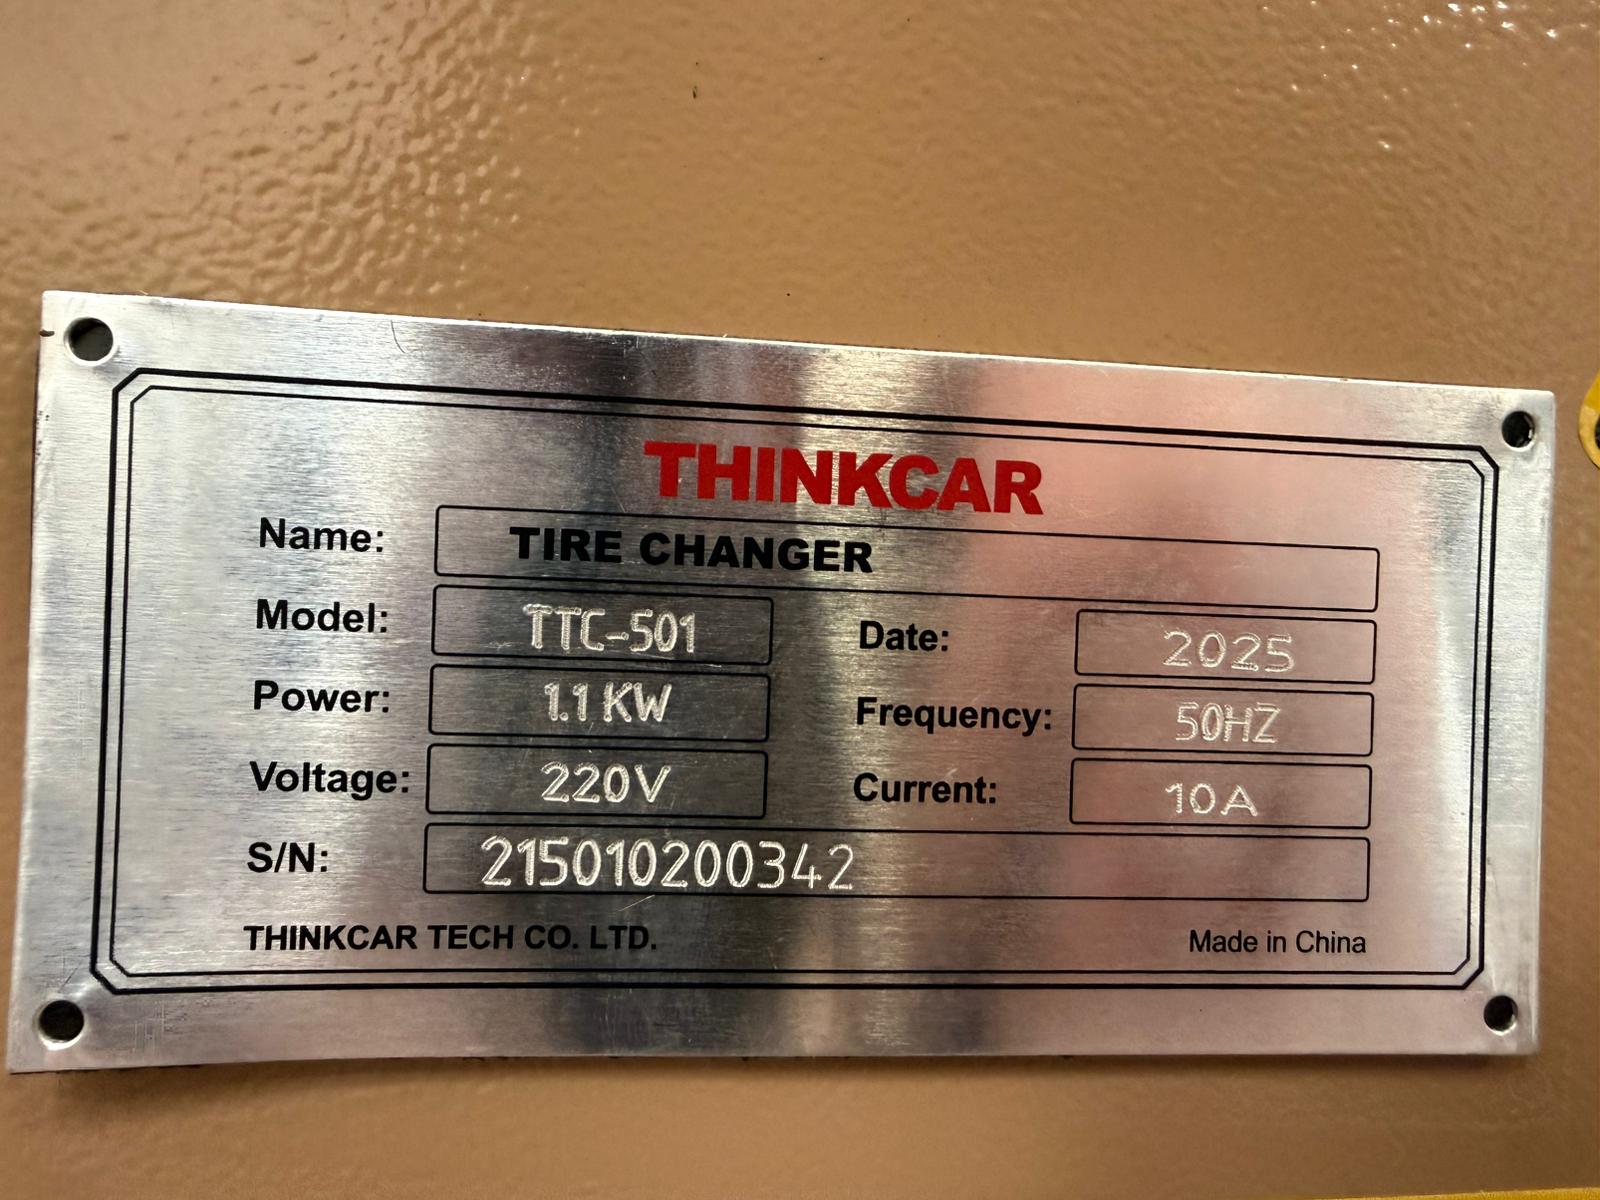 THINKCAR
Name: TIRE CHANGER
Model: TTC-501 Date: 2025
Power: 1.1 KW Frequency: 50HZ
Voltage: 220V Current: 10A
S/N: 215010200342
THINKCAR TECH CO. LTD. Made in China